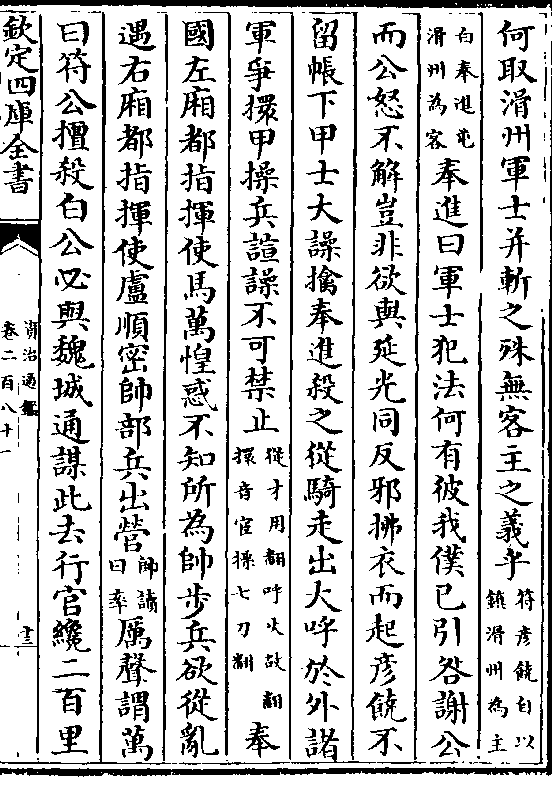 何取滑州軍士并斬之殊無客主之義乎符彦饒自以鎮滑州為主
白奉進屯滑州為客奉進曰軍士犯法何有彼我僕已引咎謝公
而公怒不解豈非欲與延光同反邪拂衣而起彦饒不
留帳下甲士大譟擒奉進殺之從騎走出大呼於外諸
軍爭擐甲操兵諠譟不可禁止從才用翻呼火故翻擐音宦操七刀翻奉
國左廂都指揮使馬萬惶惑不知所為帥步兵欲從亂
遇右廂都指揮使盧順密帥部兵出營帥讀曰率厲聲謂萬
曰符公擅殺白公必與魏城通謀此去行宫纔二百里
欽定四庫全書
資治通鑑
卷二百八十一
十三